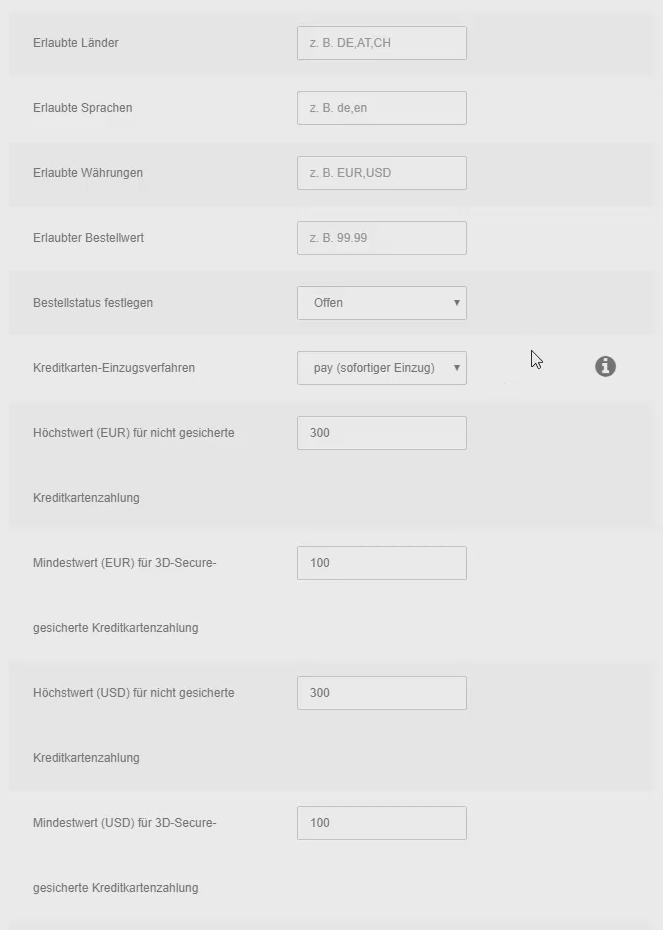 Erlaubte Länder
z. B. DE,AT,CH
Erlaubte Sprachen
z. B. de,en
Erlaubte Währungen
z. B. EUR,USD
Erlaubter Bestellwert
z. B. 99.99
Bestellstatus festlegen
Offen
Kreditkarten-Einzugsverfahren
pay (sofortiger Einzug)
Höchstwert (EUR) für nicht gesicherte
300
Kreditkartenzahlung
Mindestwert (EUR) für 3D-Secure-
100
gesicherte Kreditkartenzahlung
Höchstwert (USD) für nicht gesicherte
300
Kreditkartenzahlung
Mindestwert (USD) für 3D-Secure-
100
gesicherte Kreditkartenzahlung